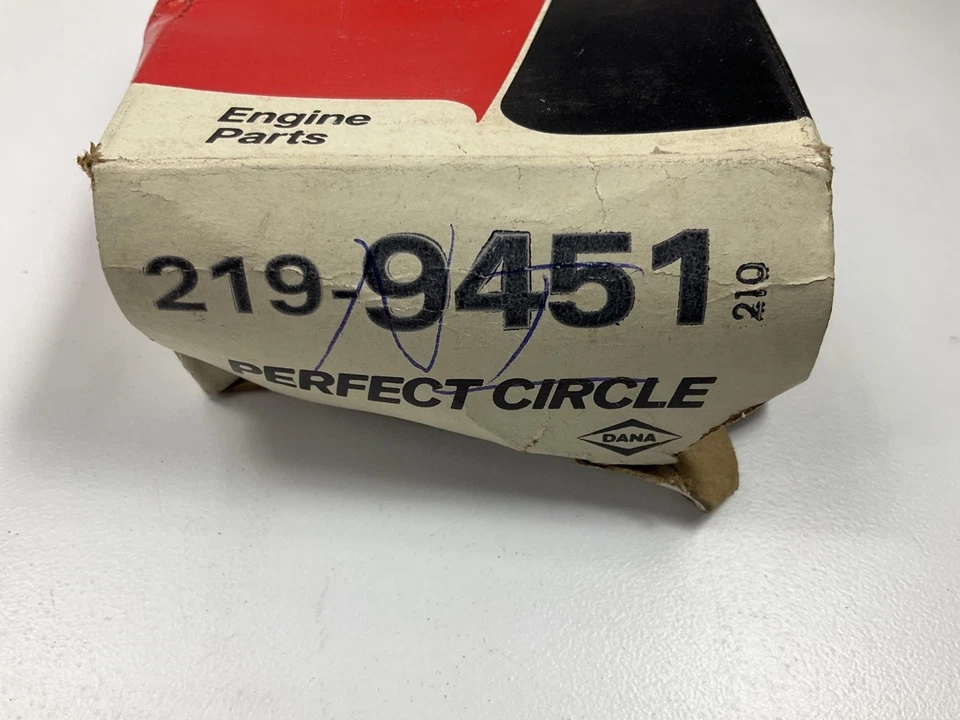 Engine
Parts
219-9451
210
PERFECT CIRCLE
DANA